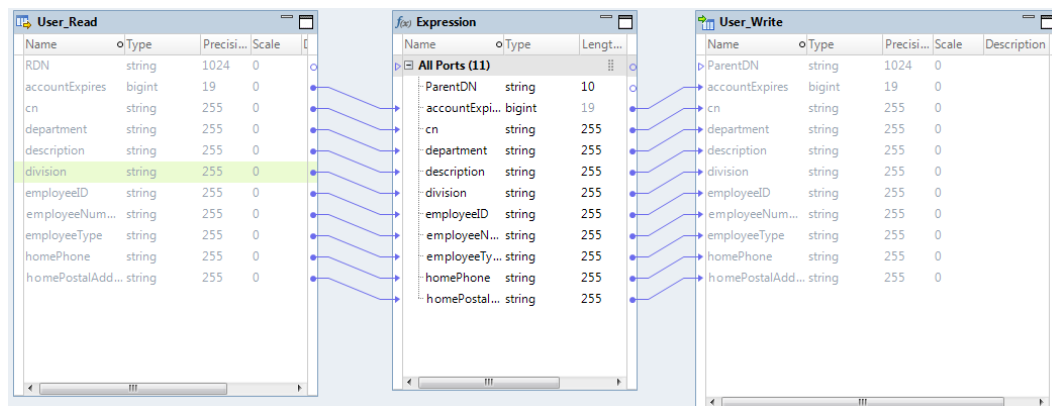 User_Read
Name Type Precisi... Scale D
RDN string 1024 0
accountExpires bigint 19 0
cn string 255 0
department string 255 0
description string 255 0
division string 255 0
employeeID string 255 0
employeeNum... string 255 0
employeeType string 255 0
homePhone string 255 0
homePostalAdd... string 255 0
f(x) Expression
Name Type Lengt...
All Ports (11)
ParentDN string 10
accountExpi... bigint 19
cn string 255
department string 255
description string 255
division string 255
employeeID string 255
employeeN... string 255
employeeTy... string 255
homePhone string 255
homePostal... string 255
User_Write
Name Type Precisi... Scale Description
ParentDN string 1024 0
accountExpires bigint 19 0
cn string 255 0
department string 255 0
description string 255 0
division string 255 0
employeeID string 255 0
employeeNum... string 255 0
employeeType string 255 0
homePhone string 255 0
homePostalAdd... string 255 0